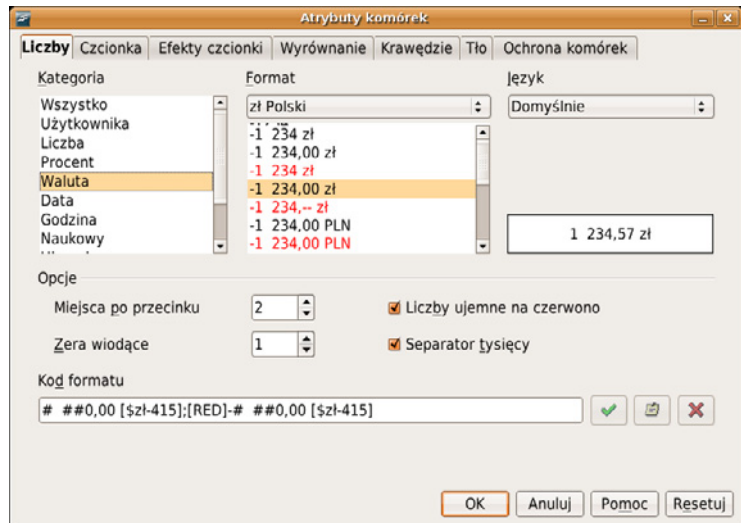 Atrybuty komórek
Liczby Czcionka Efekty czcionki Wyrównanie Krawędzie Tło Ochrona komórek
Kategoria
Wszystko
Użytkownika
Liczba
Procent
Waluta
Data
Godzina
Naukowy
Format
zł Polski
-1 234 zł
-1 234,00 zł
-1 234 zł
-1 234,00 zł
-1 234,-- zł
-1 234,00 PLN
-1 234,00 PLN
Język
Domyślnie
1 234,57 zł
Opcje
Miejsca po przecinku 2
Liczby ujemne na czerwono
Zera wiodące 1
Separator tysięcy
Kod formatu
# ##0,00 [$zł-415];[RED]-# ##0,00 [$zł-415]
OK Anuluj Pomoc Resetuj